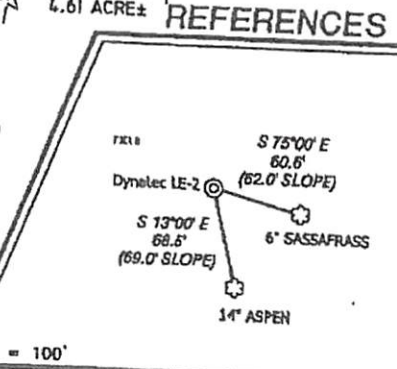 4.61 ACRE±
REFERENCES
S 75°00' E
60.6'
(62.0' SLOPE)
Dynatec LE-2
6" SASSAFRASS
S 13°00' E
68.5'
(69.0' SLOPE)
14" ASPEN
= 100'